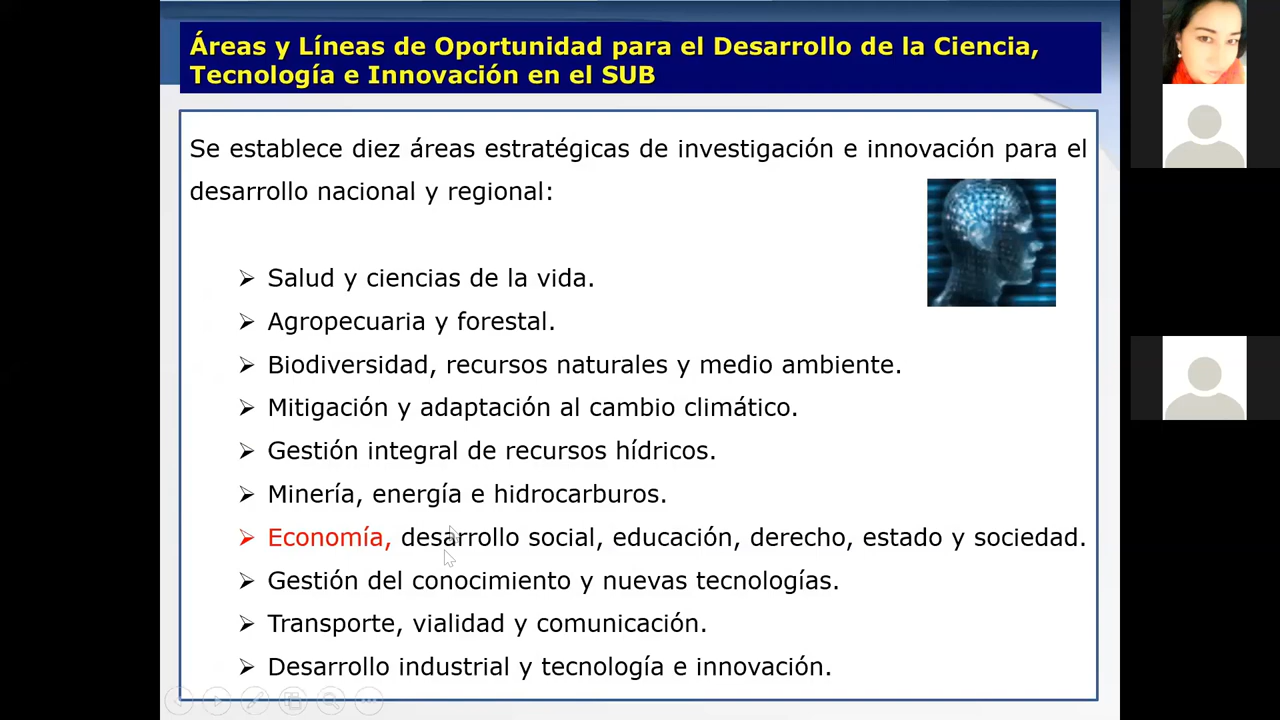 Áreas y Líneas de Oportunidad para el Desarrollo de la Ciencia,
Tecnología e Innovación en el SUB
Se establece diez áreas estratégicas de investigación e innovación para el
desarrollo nacional y regional:
Salud y ciencias de la vida.
Agropecuaria y forestal.
Biodiversidad, recursos naturales y medio ambiente.
Mitigación y adaptación al cambio climático.
Gestión integral de recursos hídricos.
Minería, energía e hidrocarburos.
Economía, desarrollo social, educación, derecho, estado y sociedad.
Gestión del conocimiento y nuevas tecnologías.
Transporte, vialidad y comunicación.
Desarrollo industrial y tecnología e innovación.